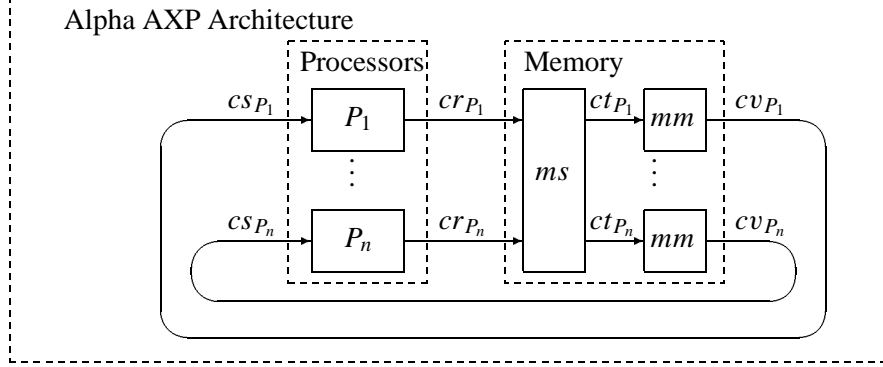 Alpha AXP Architecture
Processors Memory
cs_{P_1} P_1 cr_{P_1} ms ct_{P_1} mm cv_{P_1}
⋮ ⋮
cs_{P_n} P_n cr_{P_n} ct_{P_n} mm cv_{P_n}